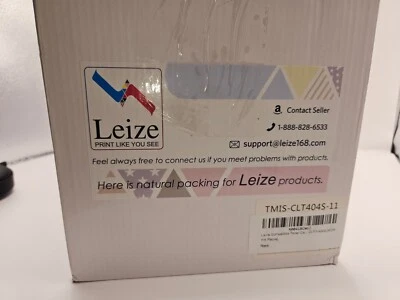 Leize
PRINT LIKE YOU SEE
a Contact Seller
1-888-828-6533
support@leize168.com
Feel always free to connect us if you meet problems with products.
Here is natural packing for Leize products.
TMIS-CLT404S-11
New